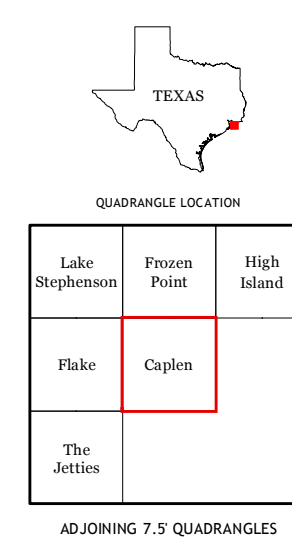 TEXAS
QUADRANGLE LOCATION
Lake
Stephenson
Frozen
Point
High
Island
Flake
Caplen
The
Jetties
ADJOINING 7.5' QUADRANGLES